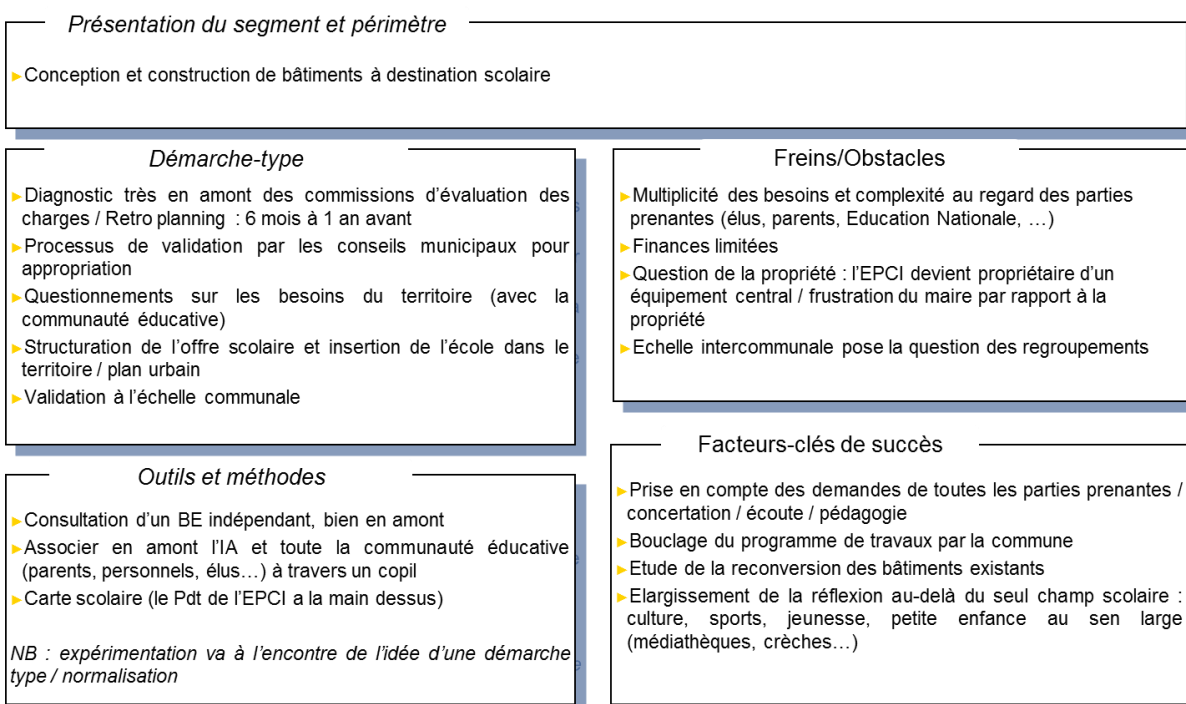 Présentation du segment et périmètre
►Conception et construction de bâtiments à destination scolaire
Démarche-type
►Diagnostic très en amont des commissions d'évaluation des
charges / Retro planning : 6 mois à 1 an avant
►Processus de validation par les conseils municipaux pour
appropriation
►Questionnements sur les besoins du territoire (avec la
communauté éducative)
►Structuration de l'offre scolaire et insertion de l'école dans le
territoire / plan urbain
►Validation à l'échelle communale
Outils et méthodes
►Consultation d'un BE indépendant, bien en amont
►Associer en amont l'IA et toute la communauté éducative
(parents, personnels, élus…) à travers un copil
►Carte scolaire (le Pdt de l'EPCI a la main dessus)
NB : expérimentation va à l'encontre de l'idée d'une démarche
type / normalisation
Freins/Obstacles
►Multiplicité des besoins et complexité au regard des parties
prenantes (élus, parents, Education Nationale, …)
►Finances limitées
►Question de la propriété : l'EPCI devient propriétaire d'un
équipement central / frustration du maire par rapport à la
propriété
►Echelle intercommunale pose la question des regroupements
Facteurs-clés de succès
►Prise en compte des demandes de toutes les parties prenantes /
concertation / écoute / pédagogie
►Bouclage du programme de travaux par la commune
►Etude de la reconversion des bâtiments existants
►Elargissement de la réflexion au-delà du seul champ scolaire :
culture, sports, jeunesse, petite enfance au sen large
(médiathèques, crèches…)